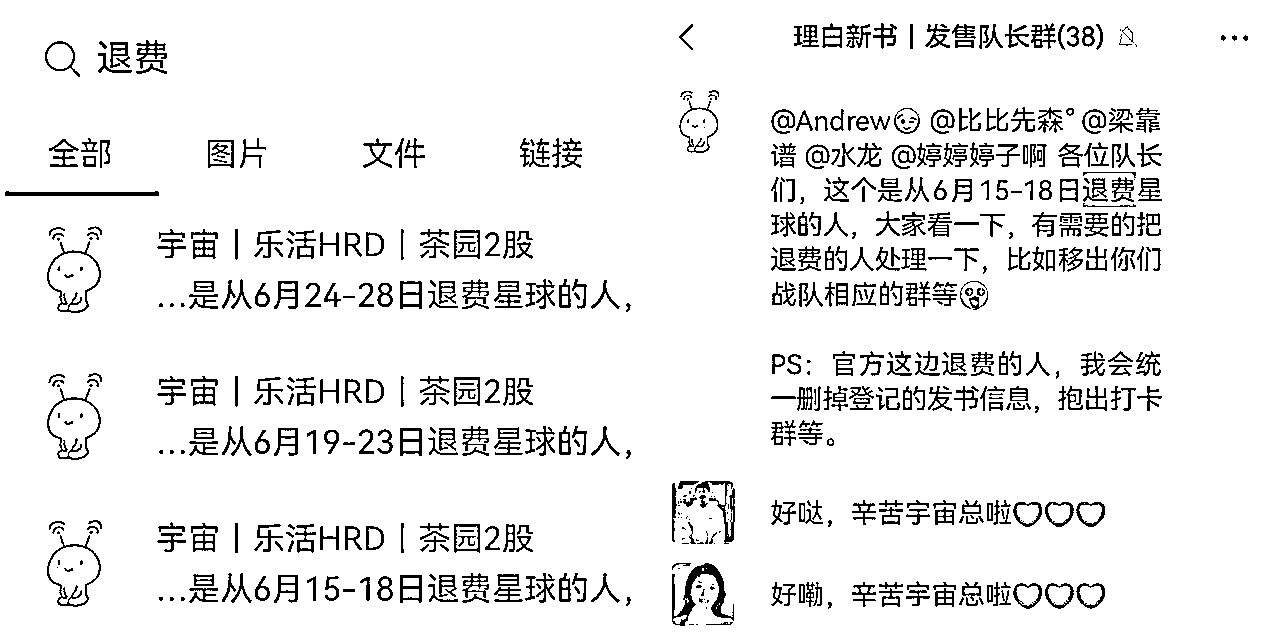 退费
全部 图片 文件 链接
宇宙｜乐活HRD｜茶园2股
...是从6月24-28日退费星球的人，
宇宙｜乐活HRD｜茶园2股
...是从6月19-23日退费星球的人，
宇宙｜乐活HRD｜茶园2股
...是从6月15-18日退费星球的人，
理白新书｜发售队长群(38)
@Andrew😉 @比比先森° @梁靠
谱 @水龙 @婷婷婷子啊 各位队长
们，这个是从6月15-18日退费星
球的人，大家看一下，有需要的把
退费的人处理一下，比如移出你们
战队相应的群等😲
PS：官方这边退费的人，我会统
一删掉登记的发书信息，抱出打卡
群等。
好哒，辛苦宇宙总啦♡♡♡
好嘞，辛苦宇宙总啦♡♡♡